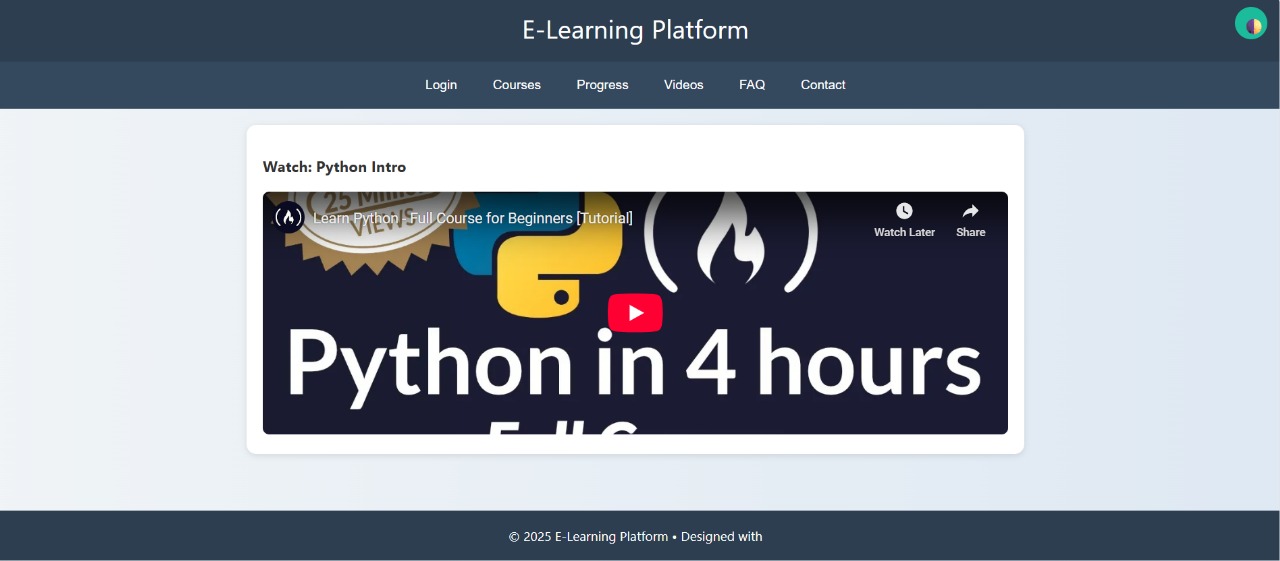 E-Learning Platform
Login Courses Progress Videos FAQ Contact
Watch: Python Intro
25 Million
VIEWS
Learn Python - Full Course for Beginners [Tutorial]
Watch Later
Share
Python in 4 hours
Full C
© 2025 E-Learning Platform • Designed with